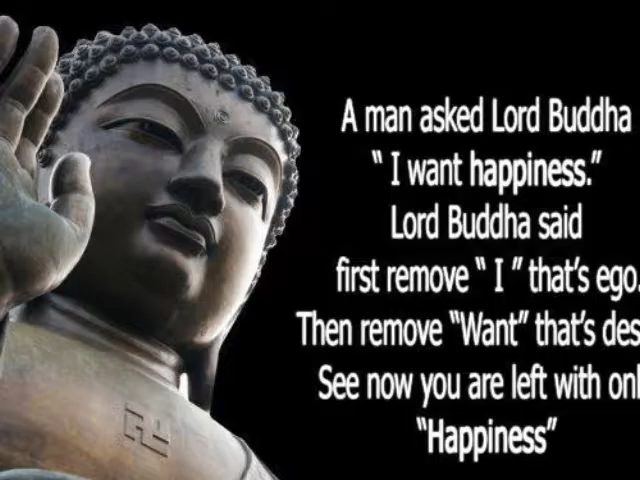 A man asked Lord Buddha
“ I want happiness.”
Lord Buddha said
first remove “ I ” that’s ego.
Then remove “Want” that’s
See now you are left with
“Happiness”